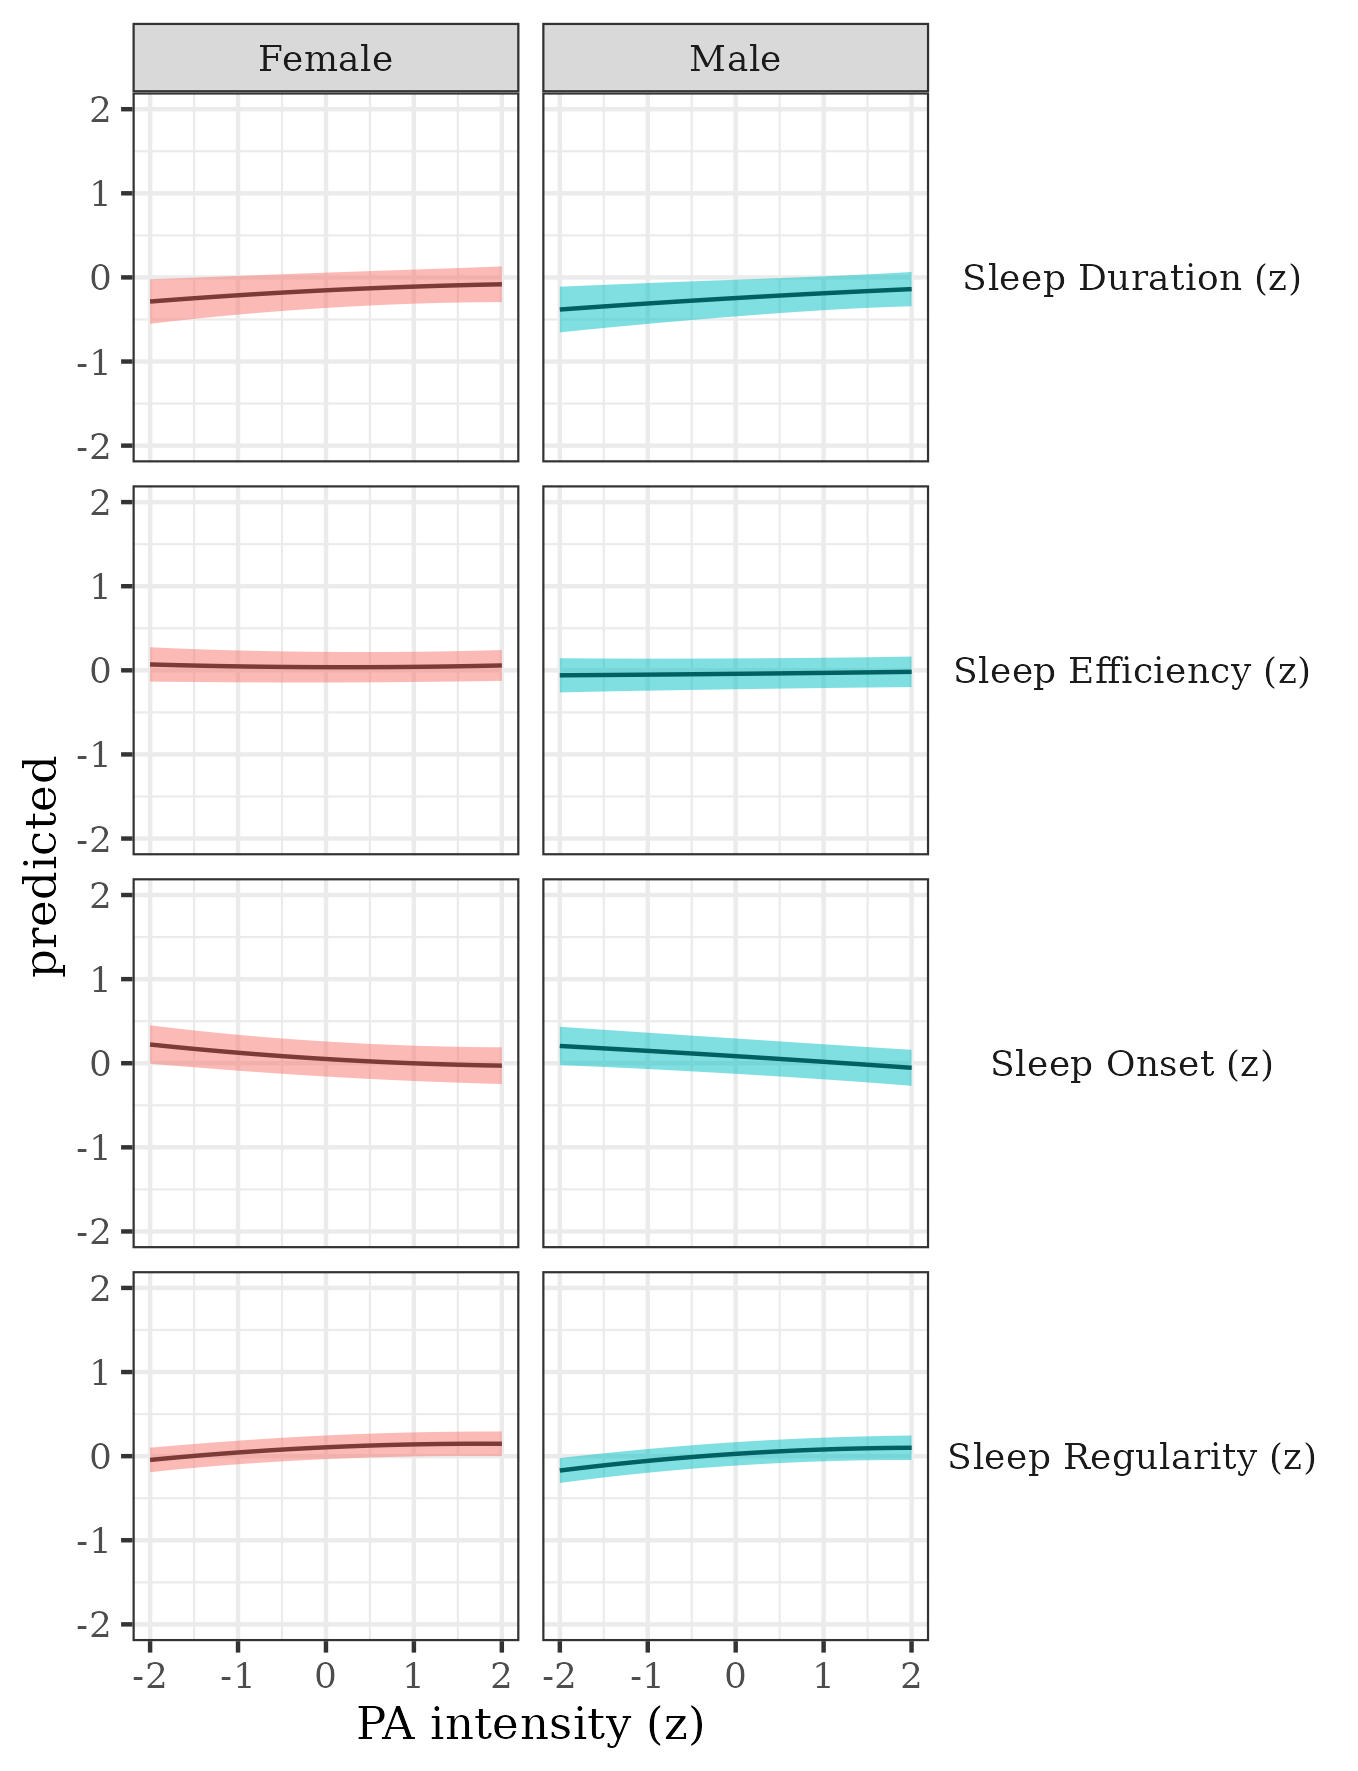 Female Male
2
1
0
-1
-2
Sleep Duration (z)
2
1
0
-1
-2
Sleep Efficiency (z)
predicted
2
1
0
-1
-2
Sleep Onset (z)
2
1
0
-1
-2
Sleep Regularity (z)
-2 -1 0 1 2 -2 -1 0 1 2
PA intensity (z)